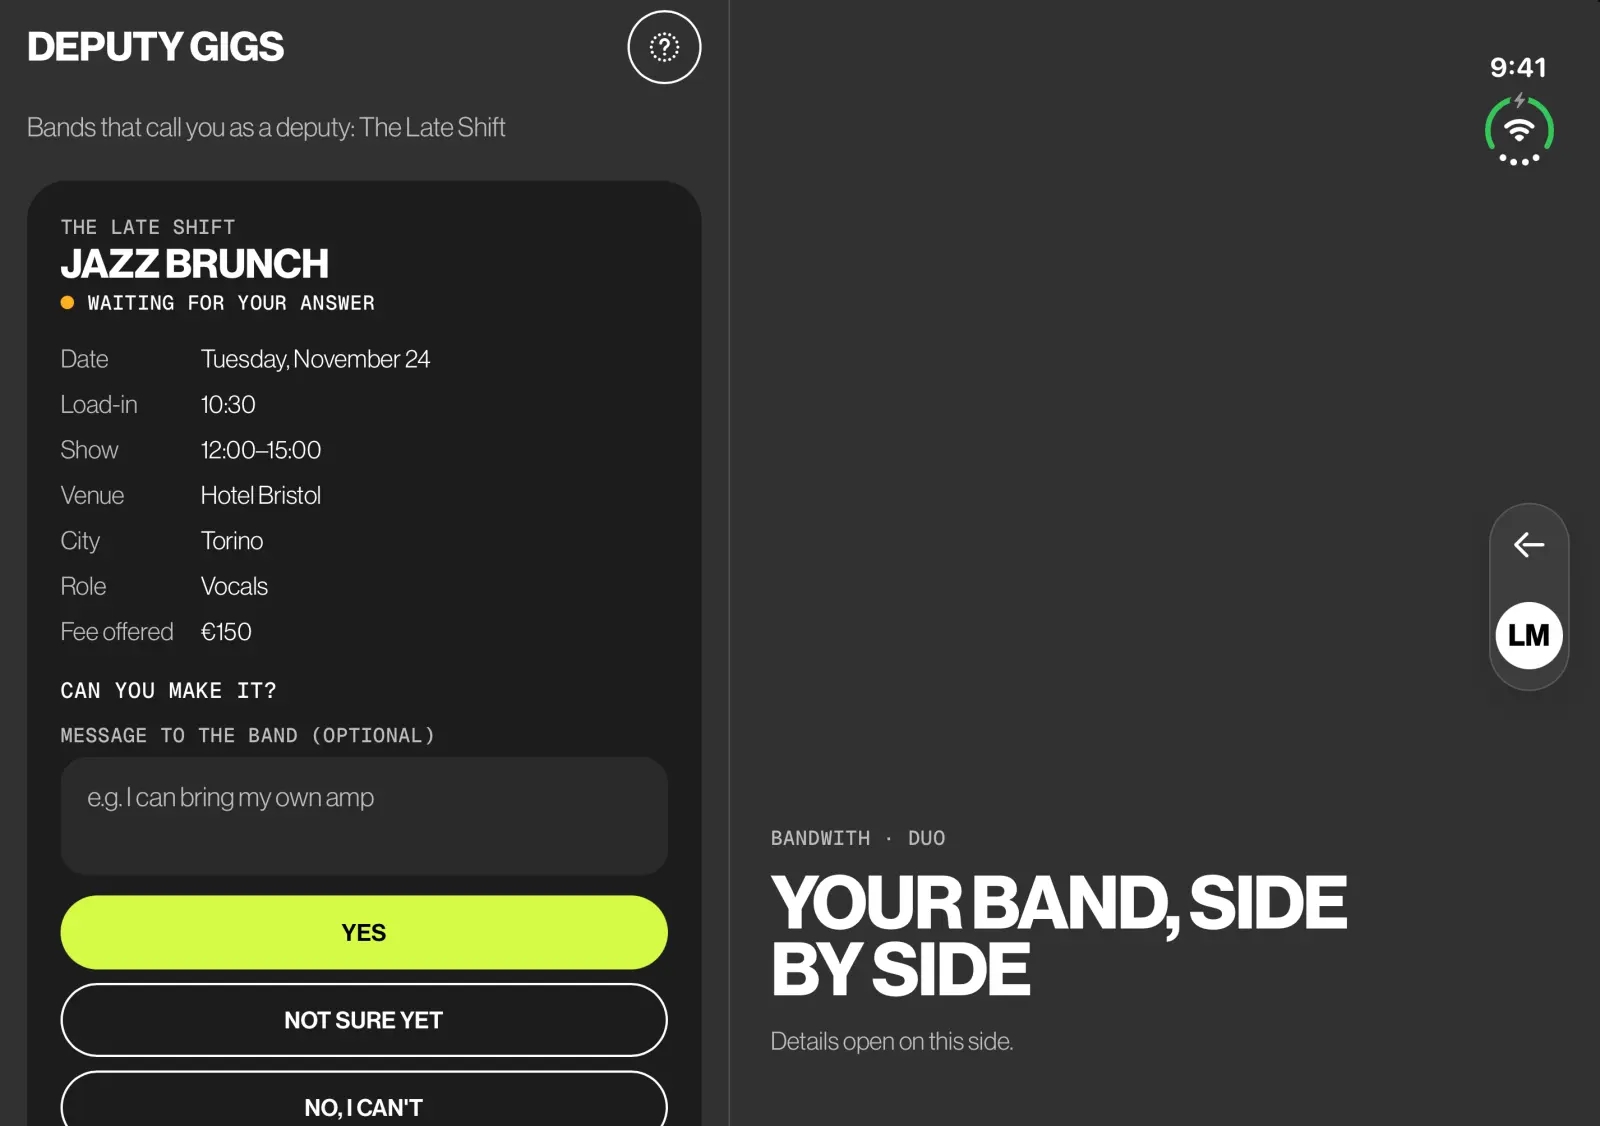 DEPUTY GIGS
?
Bands that call you as a deputy: The Late Shift
THE LATE SHIFT
JAZZ BRUNCH
WAITING FOR YOUR ANSWER
Date Tuesday, November 24
Load-in 10:30
Show 12:00–15:00
Venue Hotel Bristol
City Torino
Role Vocals
Fee offered €150
CAN YOU MAKE IT?
MESSAGE TO THE BAND (OPTIONAL)
e.g. I can bring my own amp
YES
NOT SURE YET
NO, I CAN'T
9:41
LM
BANDWITH · DUO
YOUR BAND, SIDE
BY SIDE
Details open on this side.